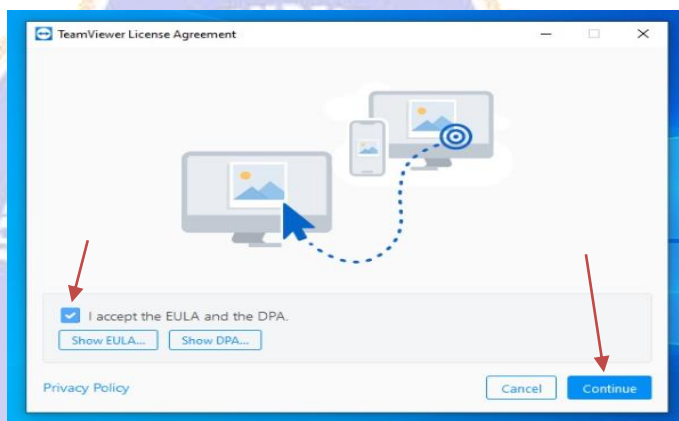 TeamViewer License Agreement
I accept the EULA and the DPA.
Show EULA... Show DPA...
Privacy Policy Cancel Continue